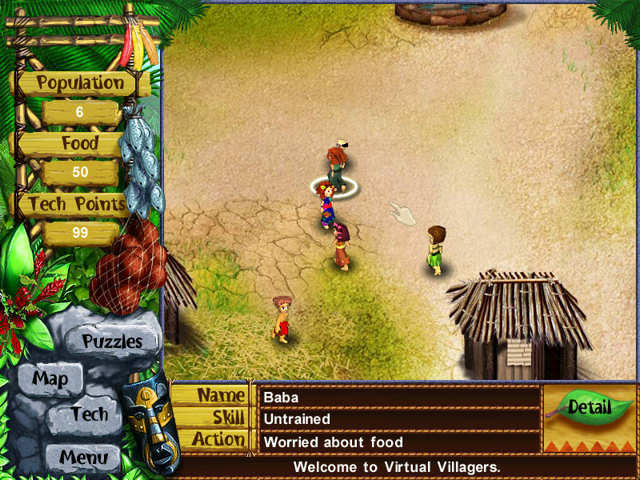 Population
6
Food
50
Tech Points
99
Puzzles
Map
Tech
Menu
Name Baba
Skill Untrained
Action Worried about food
Detail
Welcome to Virtual Villagers.